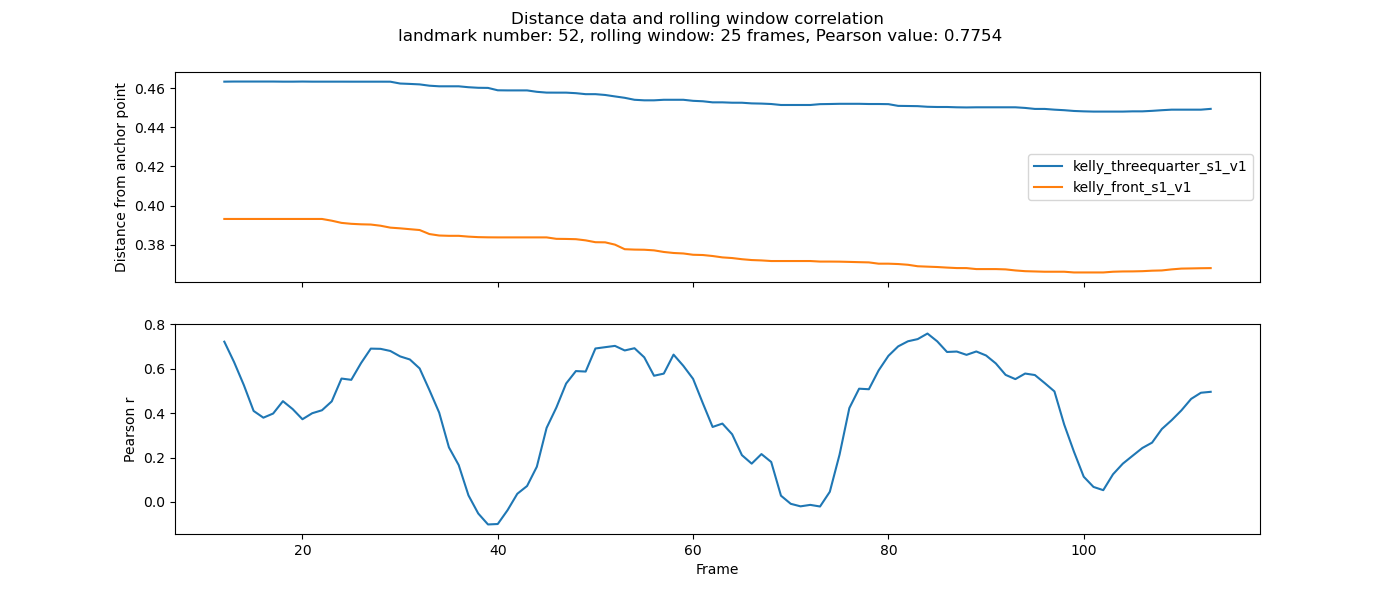 Distance data and rolling window correlation
landmark number: 52, rolling window: 25 frames, Pearson value: 0.7754
Distance from anchor point
0.46
0.44
0.42
0.40
0.38
kelly_threequarter_s1_v1
kelly_front_s1_v1
Pearson r
0.8
0.6
0.4
0.2
0.0
20 40 60 80 100
Frame